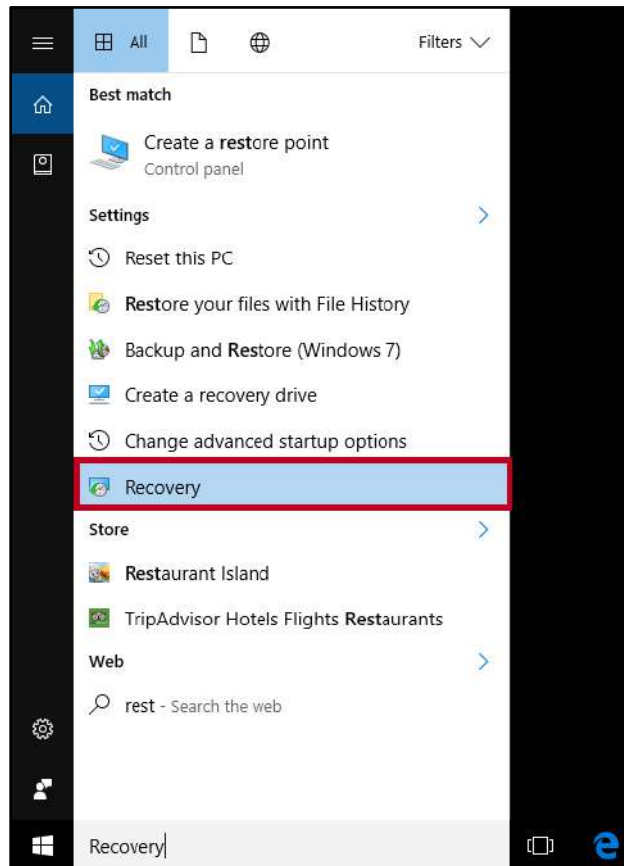 All
Filters
Best match
Create a restore point
Control panel
Settings
Reset this PC
Restore your files with File History
Backup and Restore (Windows 7)
Create a recovery drive
Change advanced startup options
Recovery
Store
Restaurant Island
TripAdvisor Hotels Flights Restaurants
Web
rest - Search the web
Recovery